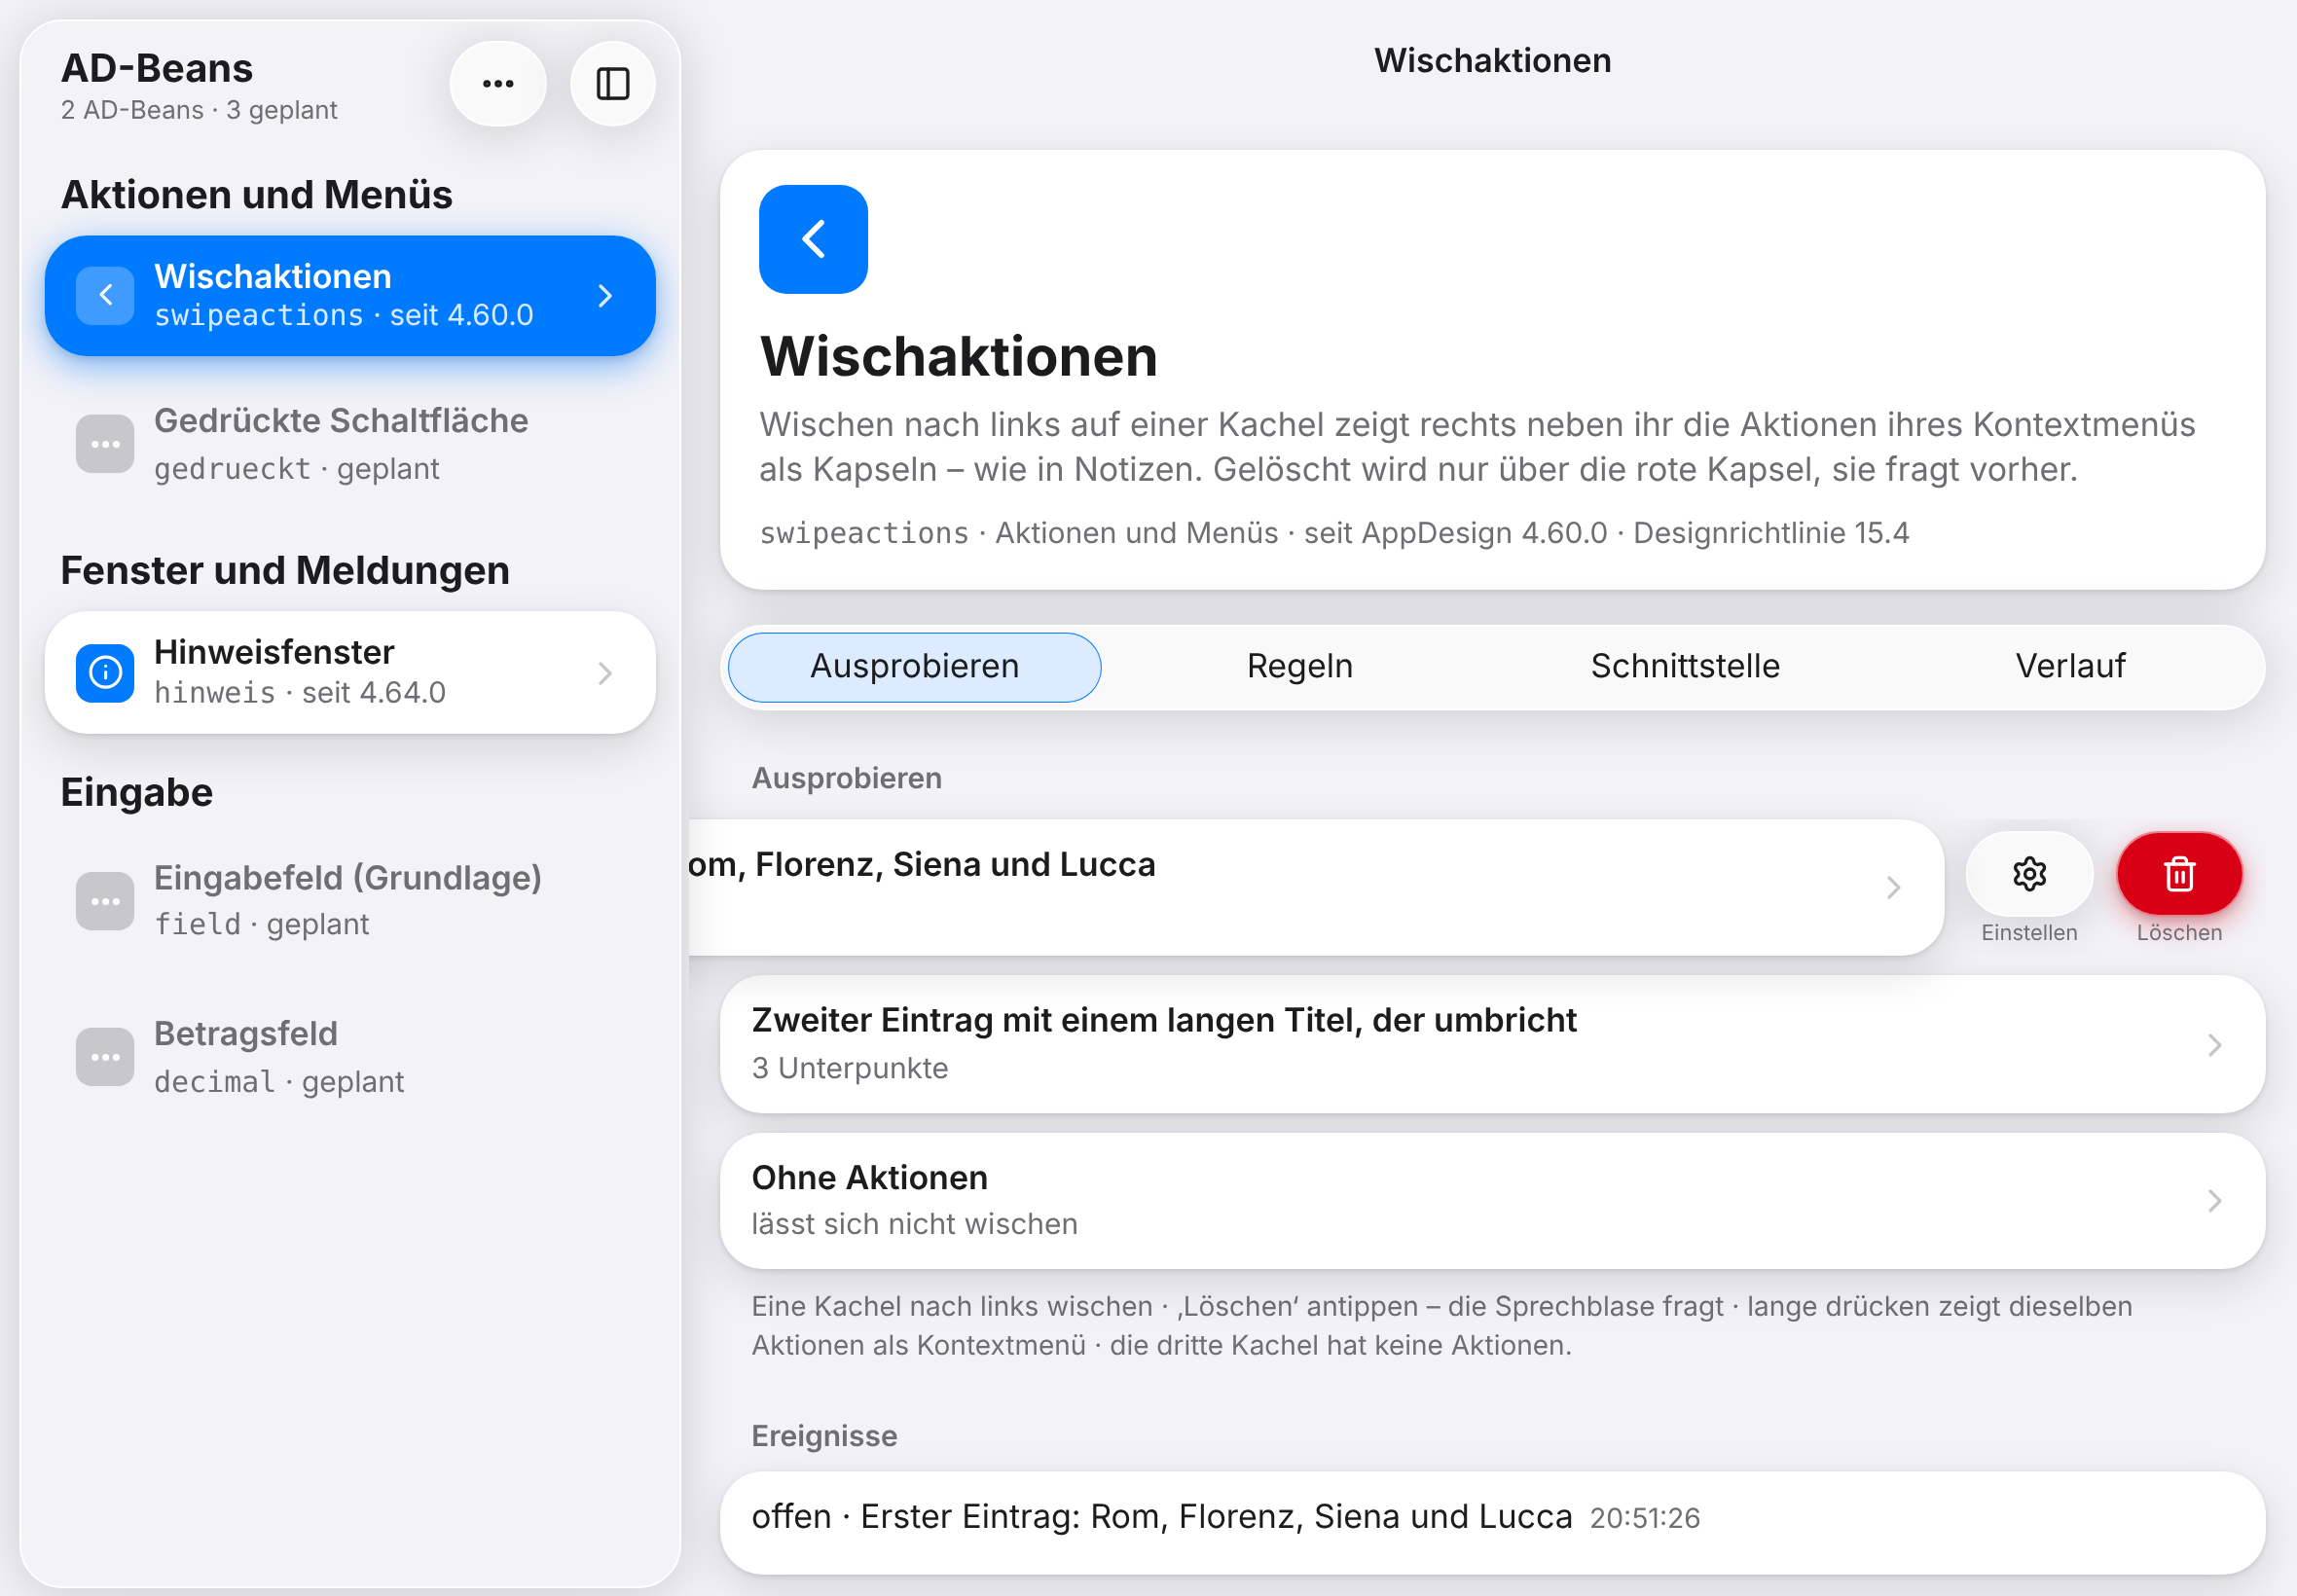 AD-Beans
2 AD-Beans · 3 geplant
Aktionen und Menüs
Wischaktionen
swipeactions · seit 4.60.0
Gedrückte Schaltfläche
gedrueckt · geplant
Fenster und Meldungen
Hinweisfenster
hinweis · seit 4.64.0
Eingabe
Eingabefeld (Grundlage)
field · geplant
Betragsfeld
decimal · geplant
Wischaktionen
Wischaktionen
Wischen nach links auf einer Kachel zeigt rechts neben ihr die Aktionen ihres Kontextmenüs
als Kapseln – wie in Notizen. Gelöscht wird nur über die rote Kapsel, sie fragt vorher.
swipeactions · Aktionen und Menüs · seit AppDesign 4.60.0 · Designrichtlinie 15.4
Ausprobieren Regeln Schnittstelle Verlauf
Ausprobieren
om, Florenz, Siena und Lucca
Einstellen Löschen
Zweiter Eintrag mit einem langen Titel, der umbricht
3 Unterpunkte
Ohne Aktionen
lässt sich nicht wischen
Eine Kachel nach links wischen · ‚Löschen‘ antippen – die Sprechblase fragt · lange drücken zeigt dieselben
Aktionen als Kontextmenü · die dritte Kachel hat keine Aktionen.
Ereignisse
offen · Erster Eintrag: Rom, Florenz, Siena und Lucca 20:51:26